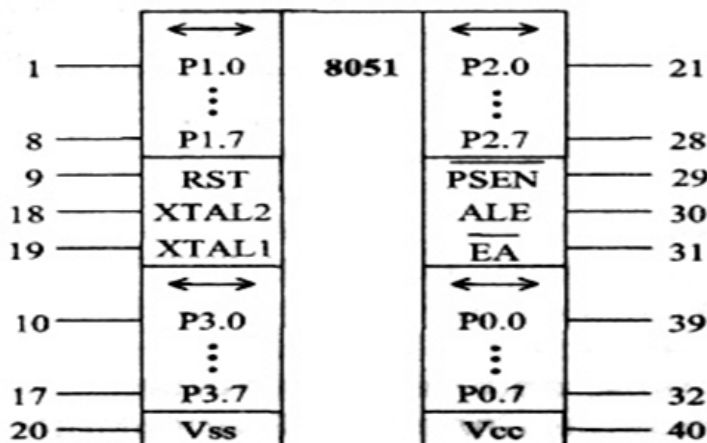 1 P1.0 8051 P2.0 21
8 P1.7 P2.7 28
9 RST PSEN 29
18 XTAL2 ALE 30
19 XTAL1 EA 31
10 P3.0 P0.0 39
17 P3.7 P0.7 32
20 Vss Vcc 40